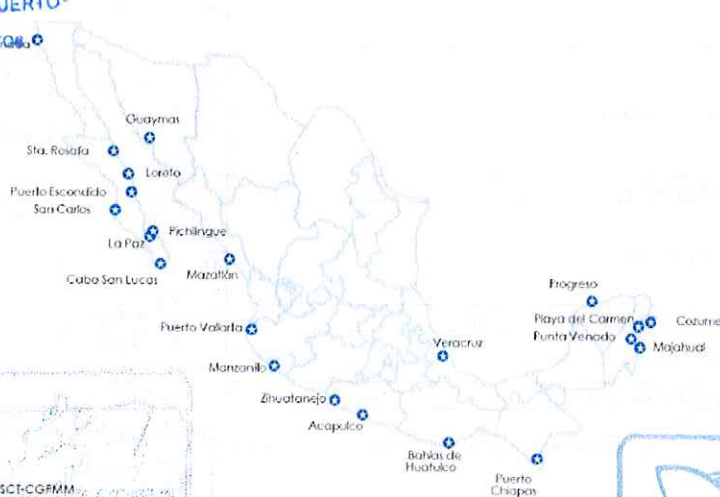 Guaymas
Sta. Rosalía
Loreto
Puerto Escondido
San Carlos
Pichilingue
La Paz
Cabo San Lucas
Mazatlán
Progreso
Puerto Vallarta
Playa del Carmen
Punta Venado
Majahual
Veracruz
Manzanillo
Zihuatanejo
Acapulco
Bahías de
Huatulco
Puerto
Chiapas
SCT-CGPMM